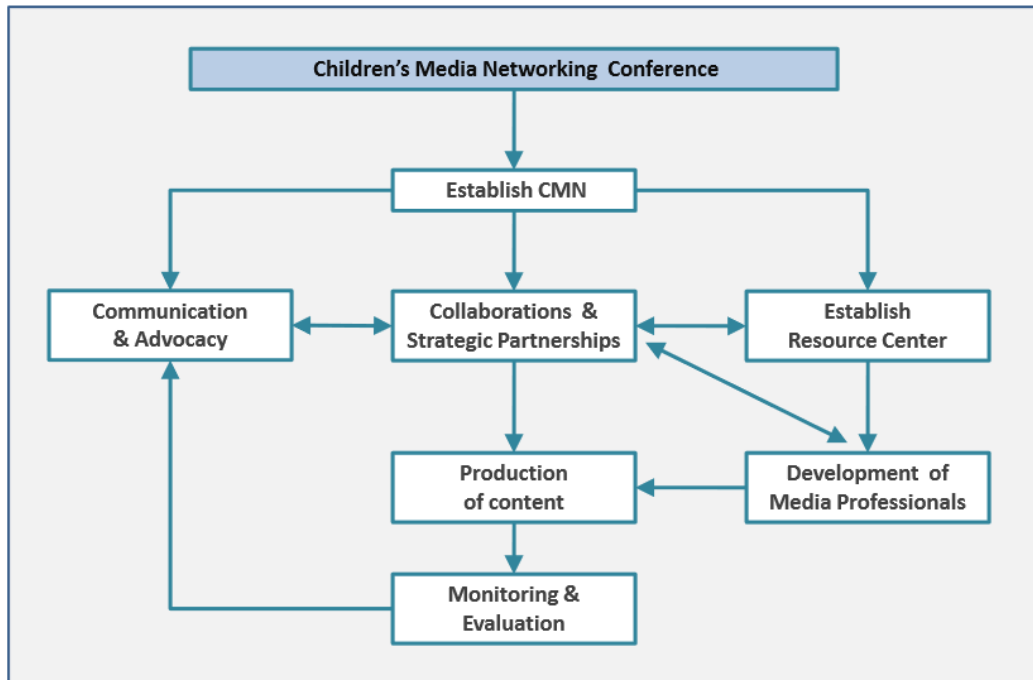 Children’s Media Networking Conference
Establish CMN
Communication
& Advocacy
Collaborations &
Strategic Partnerships
Establish
Resource Center
Production
of content
Development of
Media Professionals
Monitoring &
Evaluation